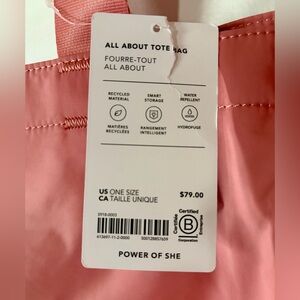 ALL ABOUT TOTE BAG
FOURRE-TOUT
ALL ABOUT
RECYCLED
MATERIAL
SMART
STORAGE
WATER
REPELLENT
MATIÈRES
RECYCLÉES
RANGEMENT
INTELLIGENT
HYDROFUGE
US ONE SIZE
CA TAILLE UNIQUE
$79.00
Certified
B
Corporation
POWER OF SHE